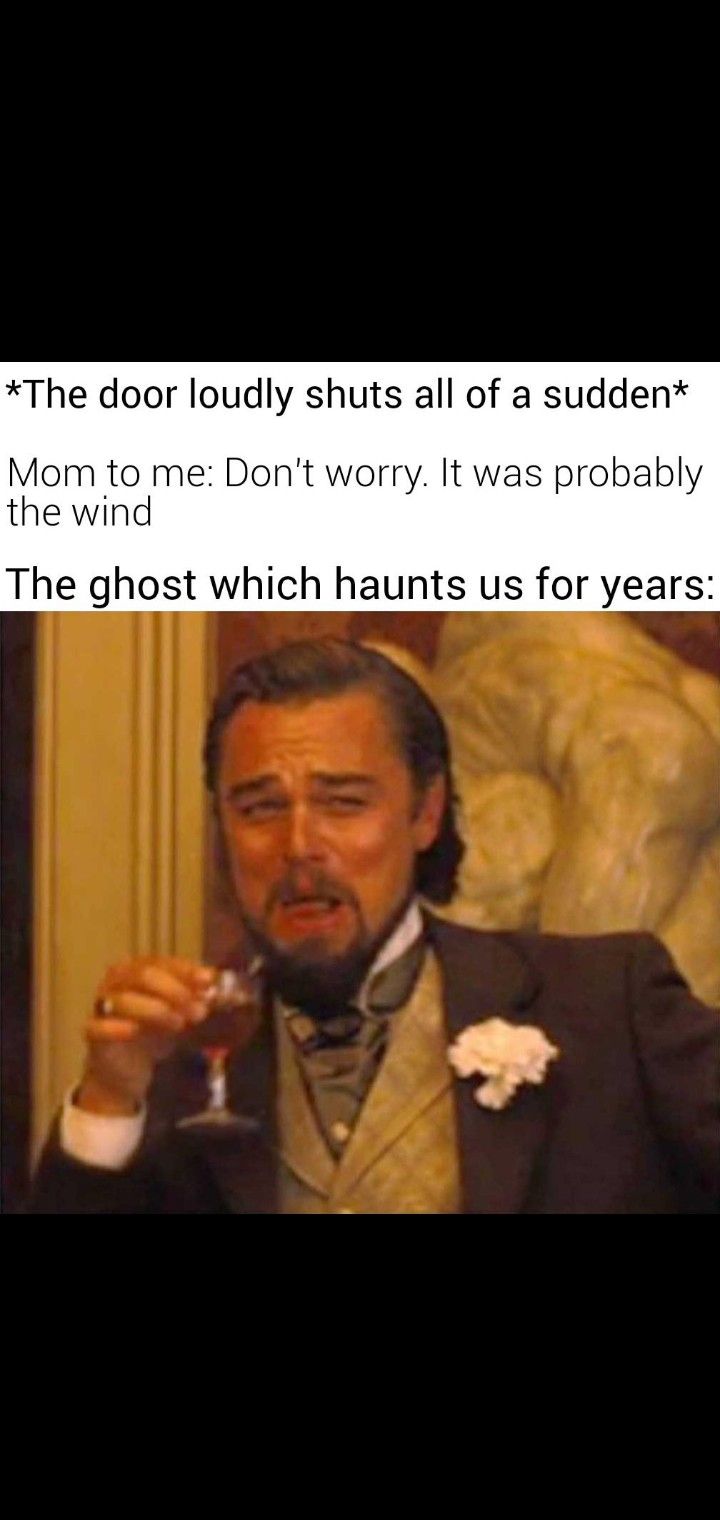 *The door loudly shuts all of a sudden*
Mom to me: Don't worry. It was probably
the wind
The ghost which haunts us for years: